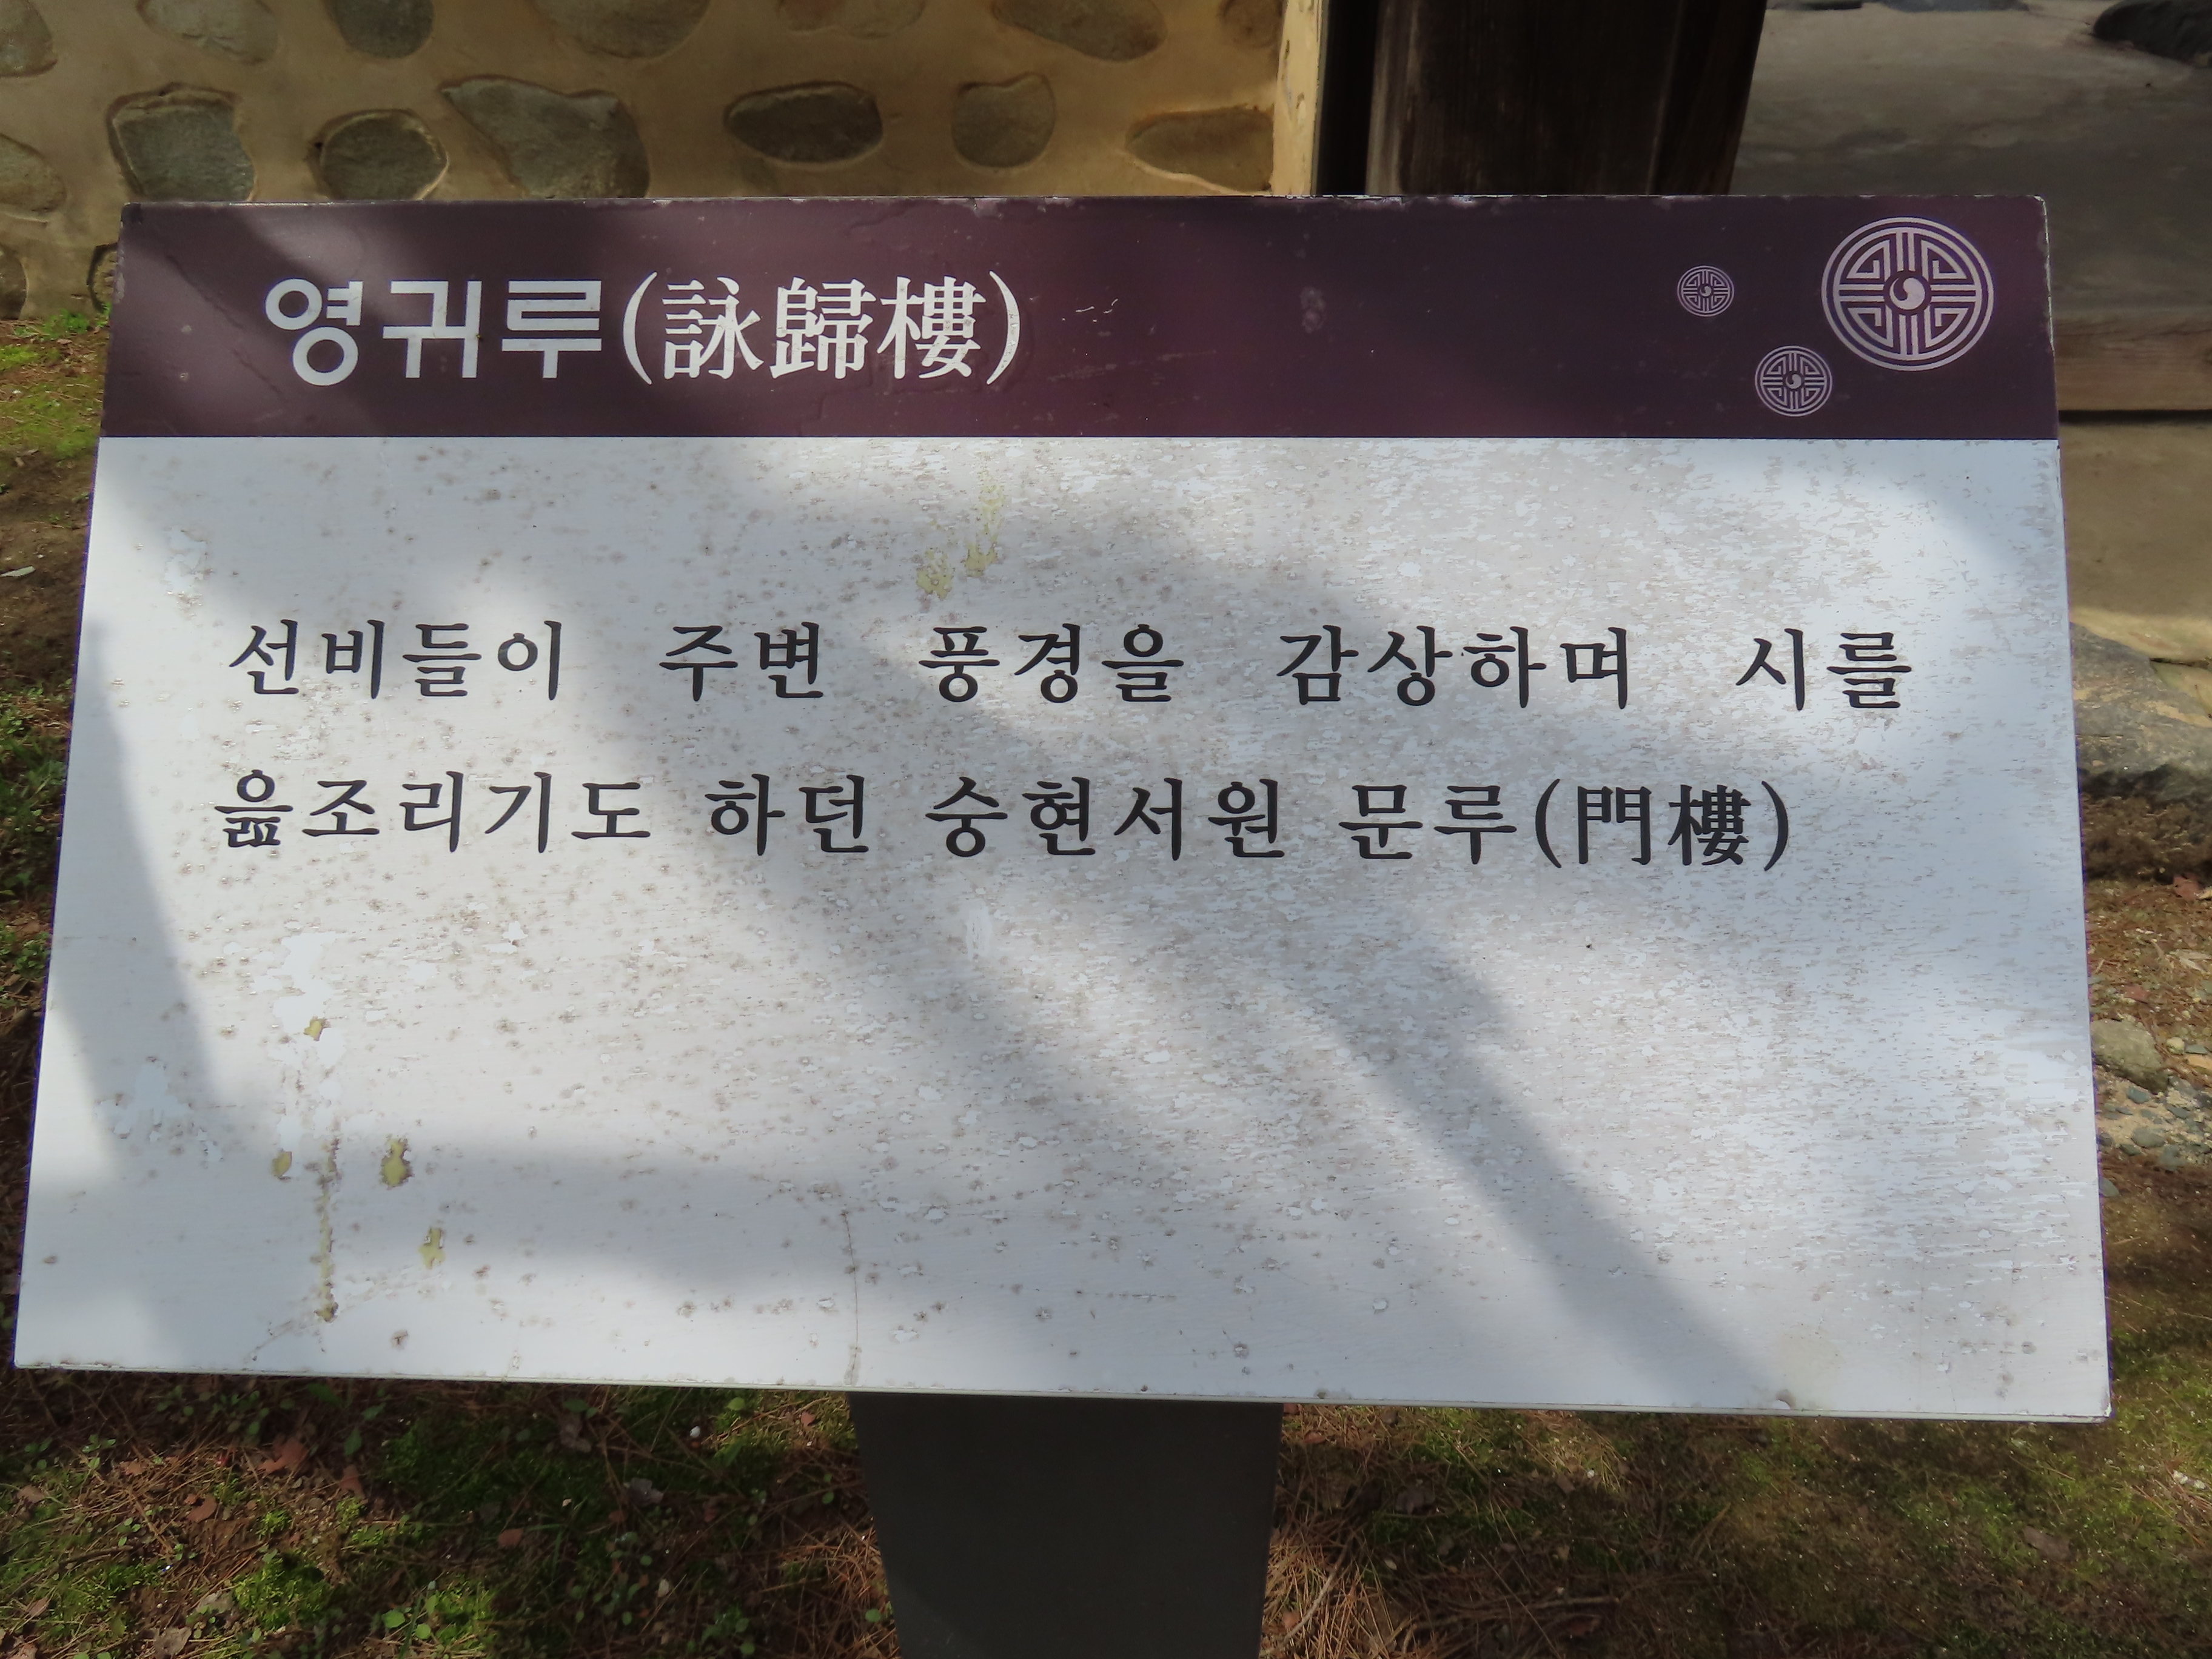 영귀루(詠歸樓)
선비들이 주변 풍경을 감상하며 시를
읊조리기도 하던 숭현서원 문루(門樓)